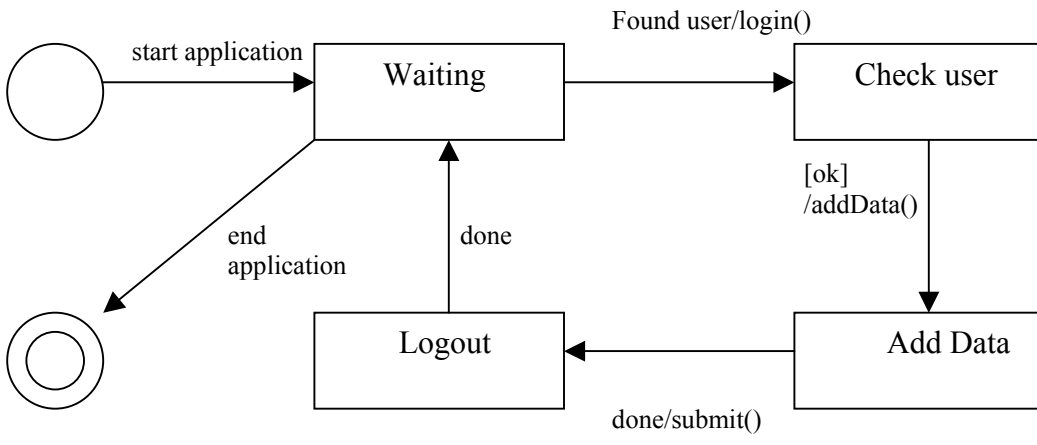 Found user/login()
start application
Waiting
Check user
[ok]
/addData()
end
application
done
Logout
Add Data
done/submit()